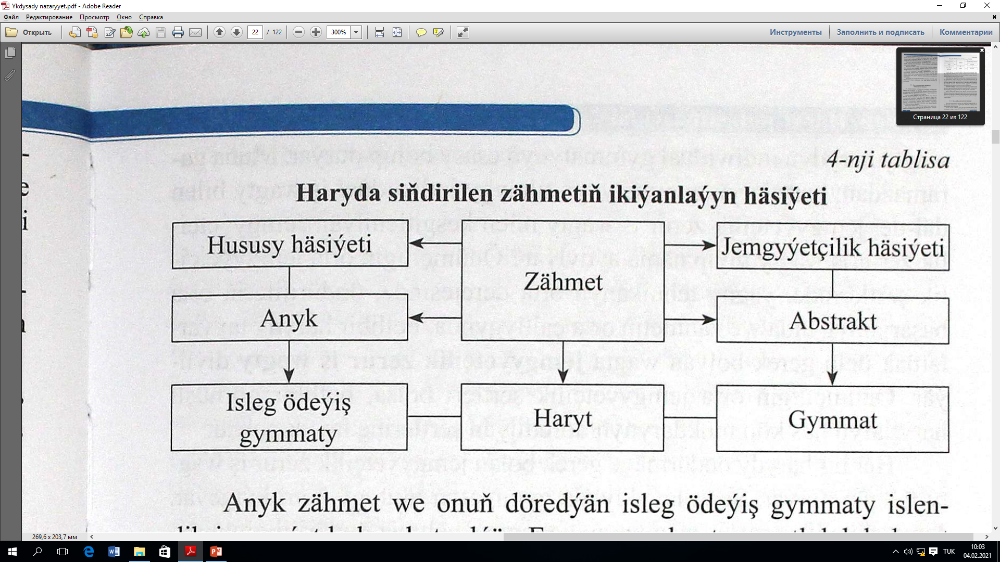 Ykdysady nazaryyet.pdf - Adobe Reader
Файл Редактирование Просмотр Окно Справка
Открыть 22 / 122 300% Инструменты Заполнить и подписать Комментарии
Страница 22 из 122
4-nji tablisa
Haryda siňdirilen zähmetiň ikiýanlaýyn häsiýeti
Hususy häsiýeti
Zähmet
Jemgyýetçilik häsiýeti
Anyk
Abstrakt
Isleg ödeýiş
gymmaty
Haryt
Gymmat
Anyk zähmet we onuň döredýän isleg ödeýiş gymmaty islen-
269,6 x 203,7 мм
TUK
10:03
04.02.2021